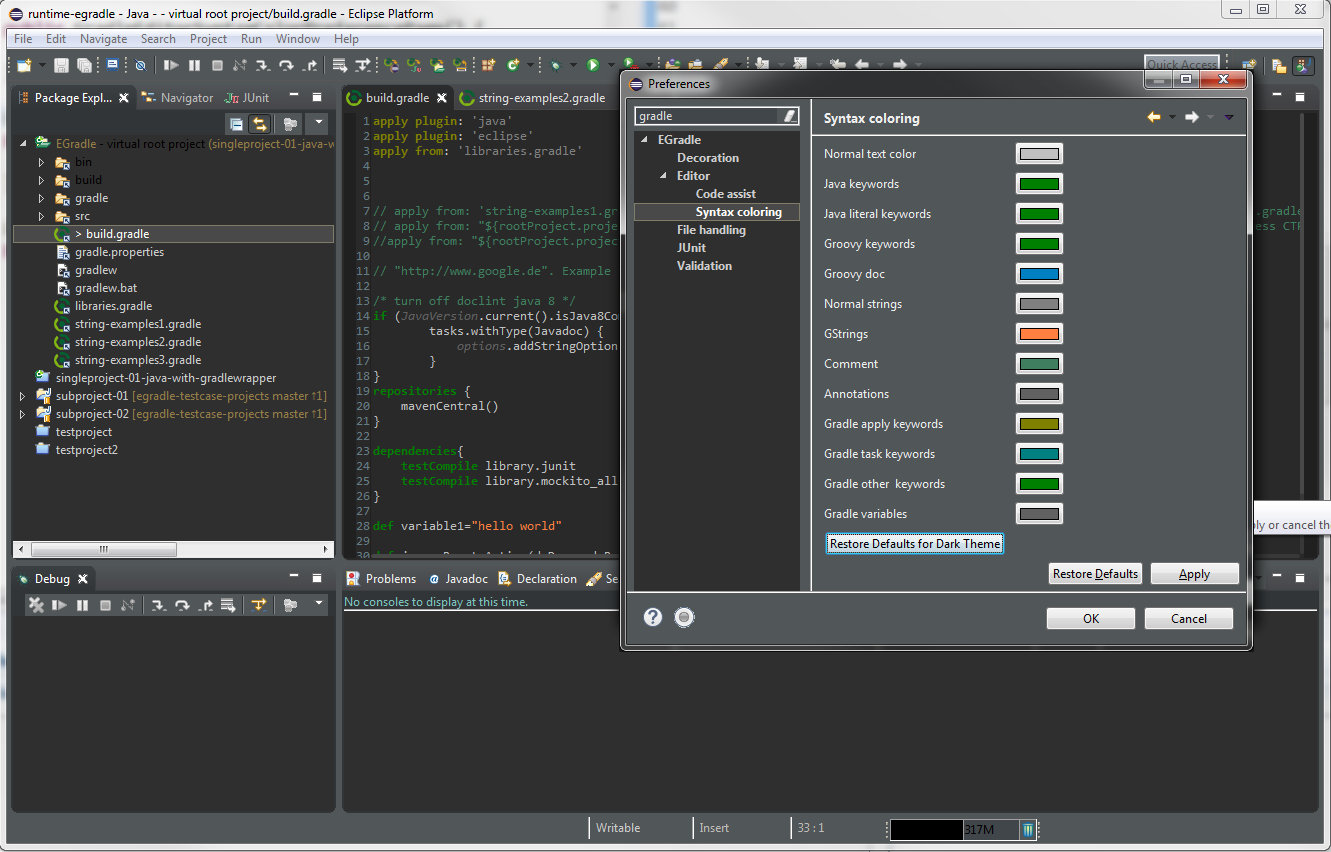 runtime-egradle - Java - - virtual root project/build.gradle - Eclipse Platform
File Edit Navigate Search Project Run Window Help
Quick Access
Package Expl...
Navigator
JUnit
EGradle - virtual root project (singleproject-01-java-w
bin
build
gradle
src
> build.gradle
gradle.properties
gradlew
gradlew.bat
libraries.gradle
string-examples1.gradle
string-examples2.gradle
string-examples3.gradle
singleproject-01-java-with-gradlewrapper
subproject-01 [egradle-testcase-projects master ↑1]
subproject-02 [egradle-testcase-projects master ↑1]
testproject
testproject2
build.gradle
string-examples2.gradle
1 apply plugin: 'java'
2 apply plugin: 'eclipse'
3 apply from: 'libraries.gradle'
4
5
6
7 // apply from: 'string-examples1.gr
8 // apply from: "${rootProject.proje
9 //apply from: "${rootProject.projec
10
11 // "http://www.google.de". Example
12
13 /* turn off doclint java 8 */
14 if (JavaVersion.current().isJava8Co
15 tasks.withType(Javadoc) {
16 options.addStringOption
17 }
18 }
19 repositories {
20 mavenCentral()
21 }
22
23 dependencies{
24 testCompile library.junit
25 testCompile library.mockito_all
26 }
27
28 def variable1="hello world"
29
.gradle
ess CTR
Preferences
gradle
EGradle
Decoration
Editor
Code assist
Syntax coloring
File handling
JUnit
Validation
Syntax coloring
Normal text color
Java keywords
Java literal keywords
Groovy keywords
Groovy doc
Normal strings
GStrings
Comment
Annotations
Gradle apply keywords
Gradle task keywords
Gradle other keywords
Gradle variables
Restore Defaults for Dark Theme
Restore Defaults
Apply
OK
Cancel
ly or cancel th
Debug
Problems
Javadoc
Declaration
Se
No consoles to display at this time.
Writable
Insert
33 : 1
317M